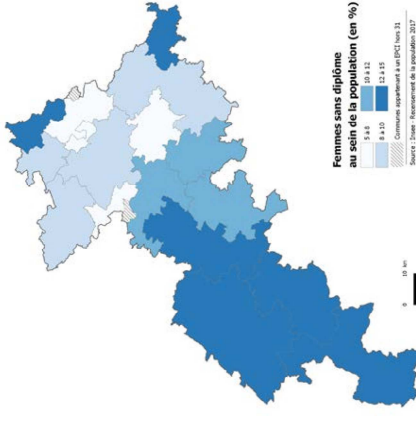 Femmes sans diplôme
au sein de la population (en %)
5 à 8
8 à 10
10 à 12
12 à 15
Communes appartenant à un EPCI hors 31
Source : Insee - Recensement de la population 2017
0 10 km